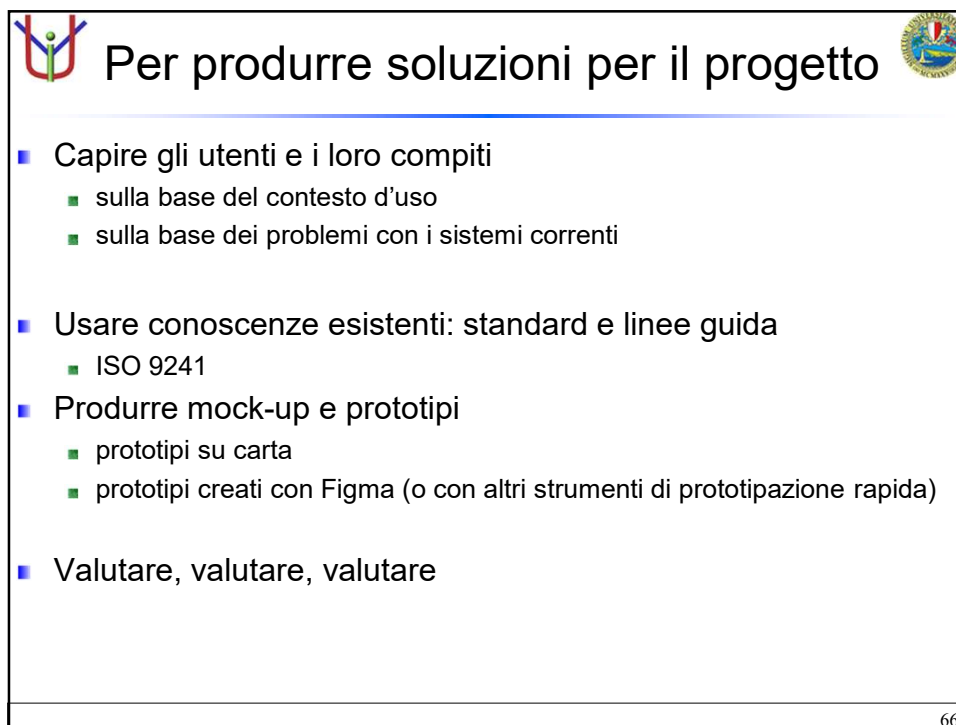 Per produrre soluzioni per il progetto
Capire gli utenti e i loro compiti
sulla base del contesto d’uso
sulla base dei problemi con i sistemi correnti
Usare conoscenze esistenti: standard e linee guida
ISO 9241
Produrre mock-up e prototipi
prototipi su carta
prototipi creati con Figma (o con altri strumenti di prototipazione rapida)
Valutare, valutare, valutare
66